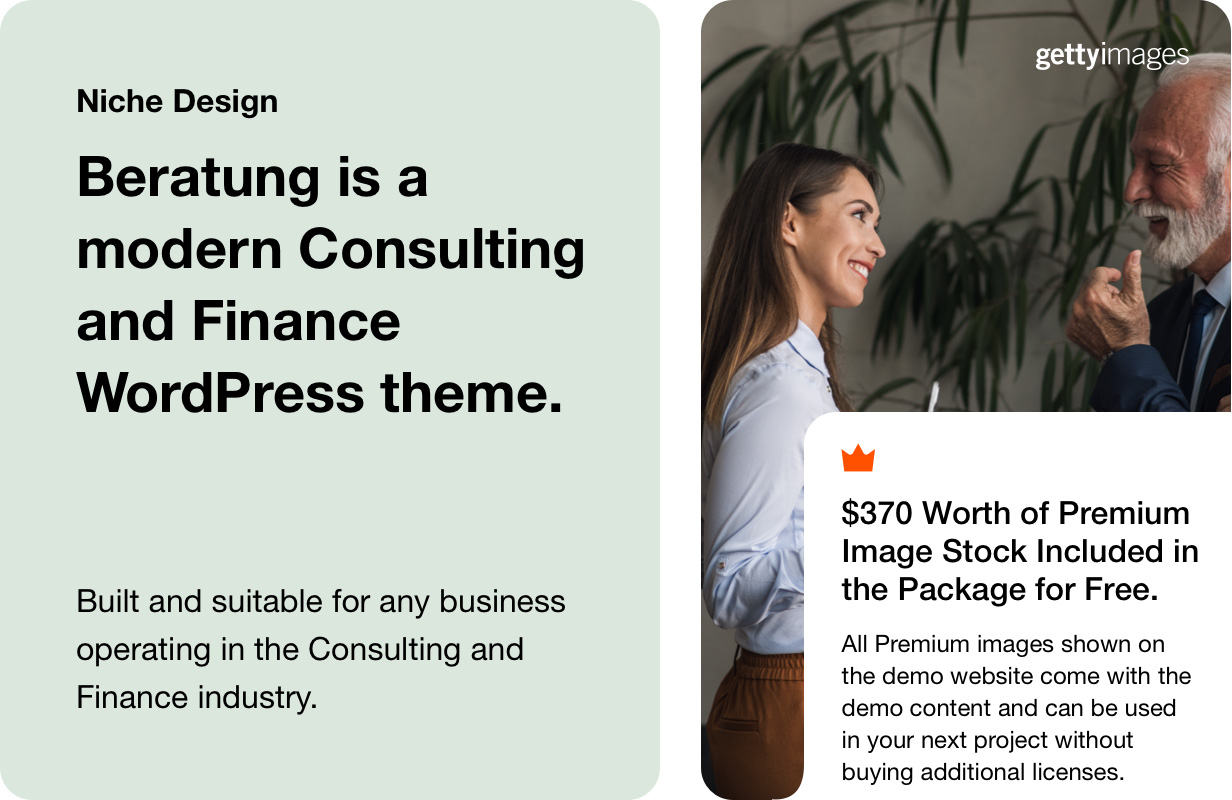 Niche Design
Beratung is a
modern Consulting
and Finance
WordPress theme.
Built and suitable for any business
operating in the Consulting and
Finance industry.
gettyimages
$370 Worth of Premium
Image Stock Included in
the Package for Free.
All Premium images shown on
the demo website come with the
demo content and can be used
in your next project without
buying additional licenses.